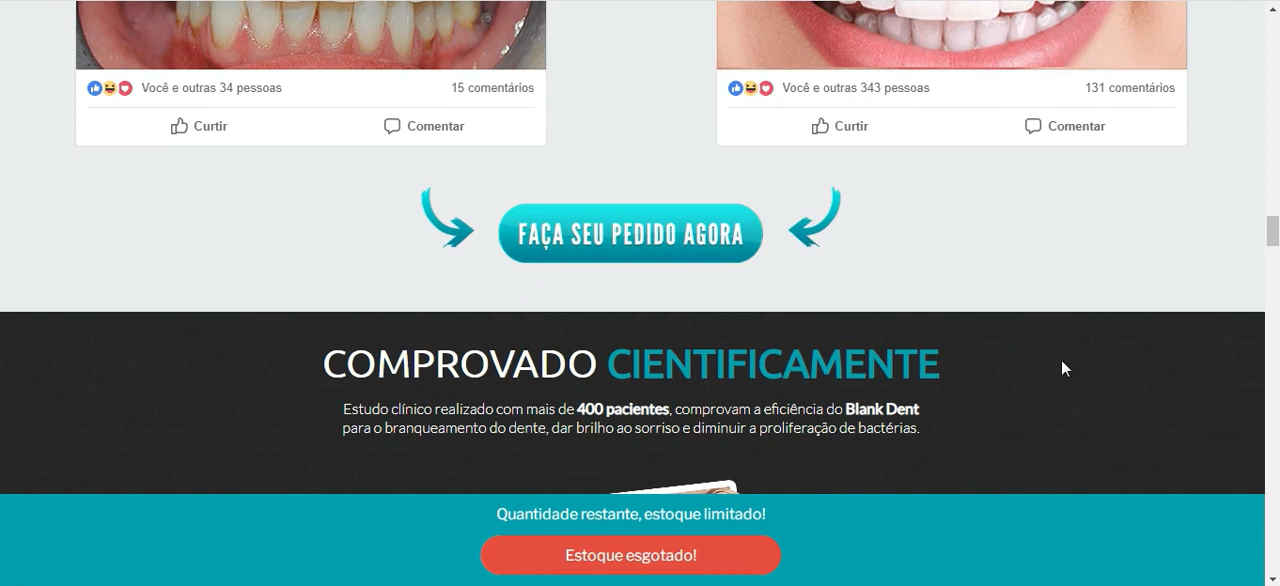 Você e outras 34 pessoas 15 comentários
Curtir Comentar
Você e outras 343 pessoas 131 comentários
Curtir Comentar
FAÇA SEU PEDIDO AGORA
COMPROVADO CIENTIFICAMENTE
Estudo clínico realizado com mais de 400 pacientes, comprovam a eficiência do Blank Dent
para o branqueamento do dente, dar brilho ao sorriso e diminuir a proliferação de bactérias.
Quantidade restante, estoque limitado!
Estoque esgotado!